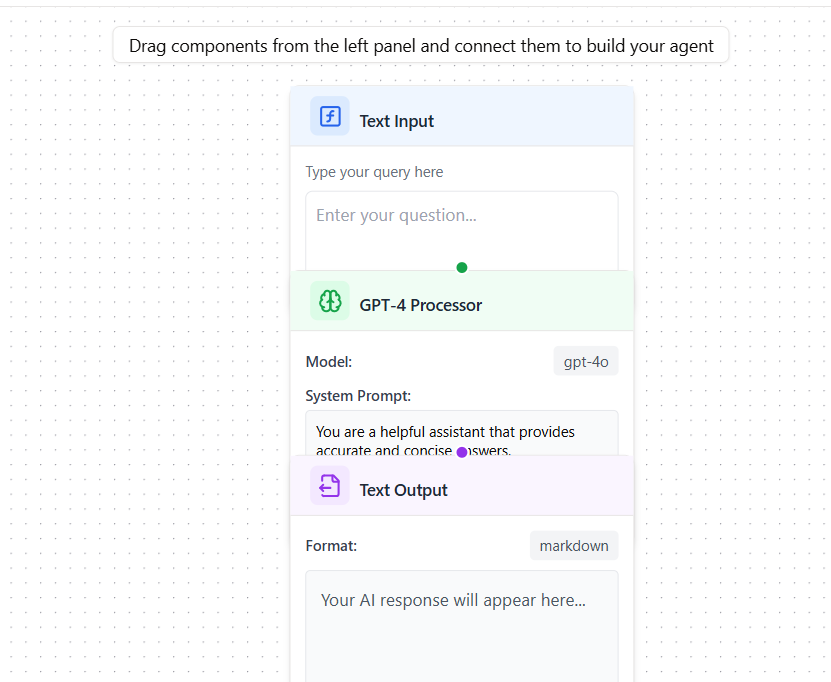 Drag components from the left panel and connect them to build your agent
Text Input
Type your query here
Enter your question...
GPT-4 Processor
Model:
gpt-4o
System Prompt:
You are a helpful assistant that provides
accurate and concise answers.
Text Output
Format:
markdown
Your AI response will appear here...